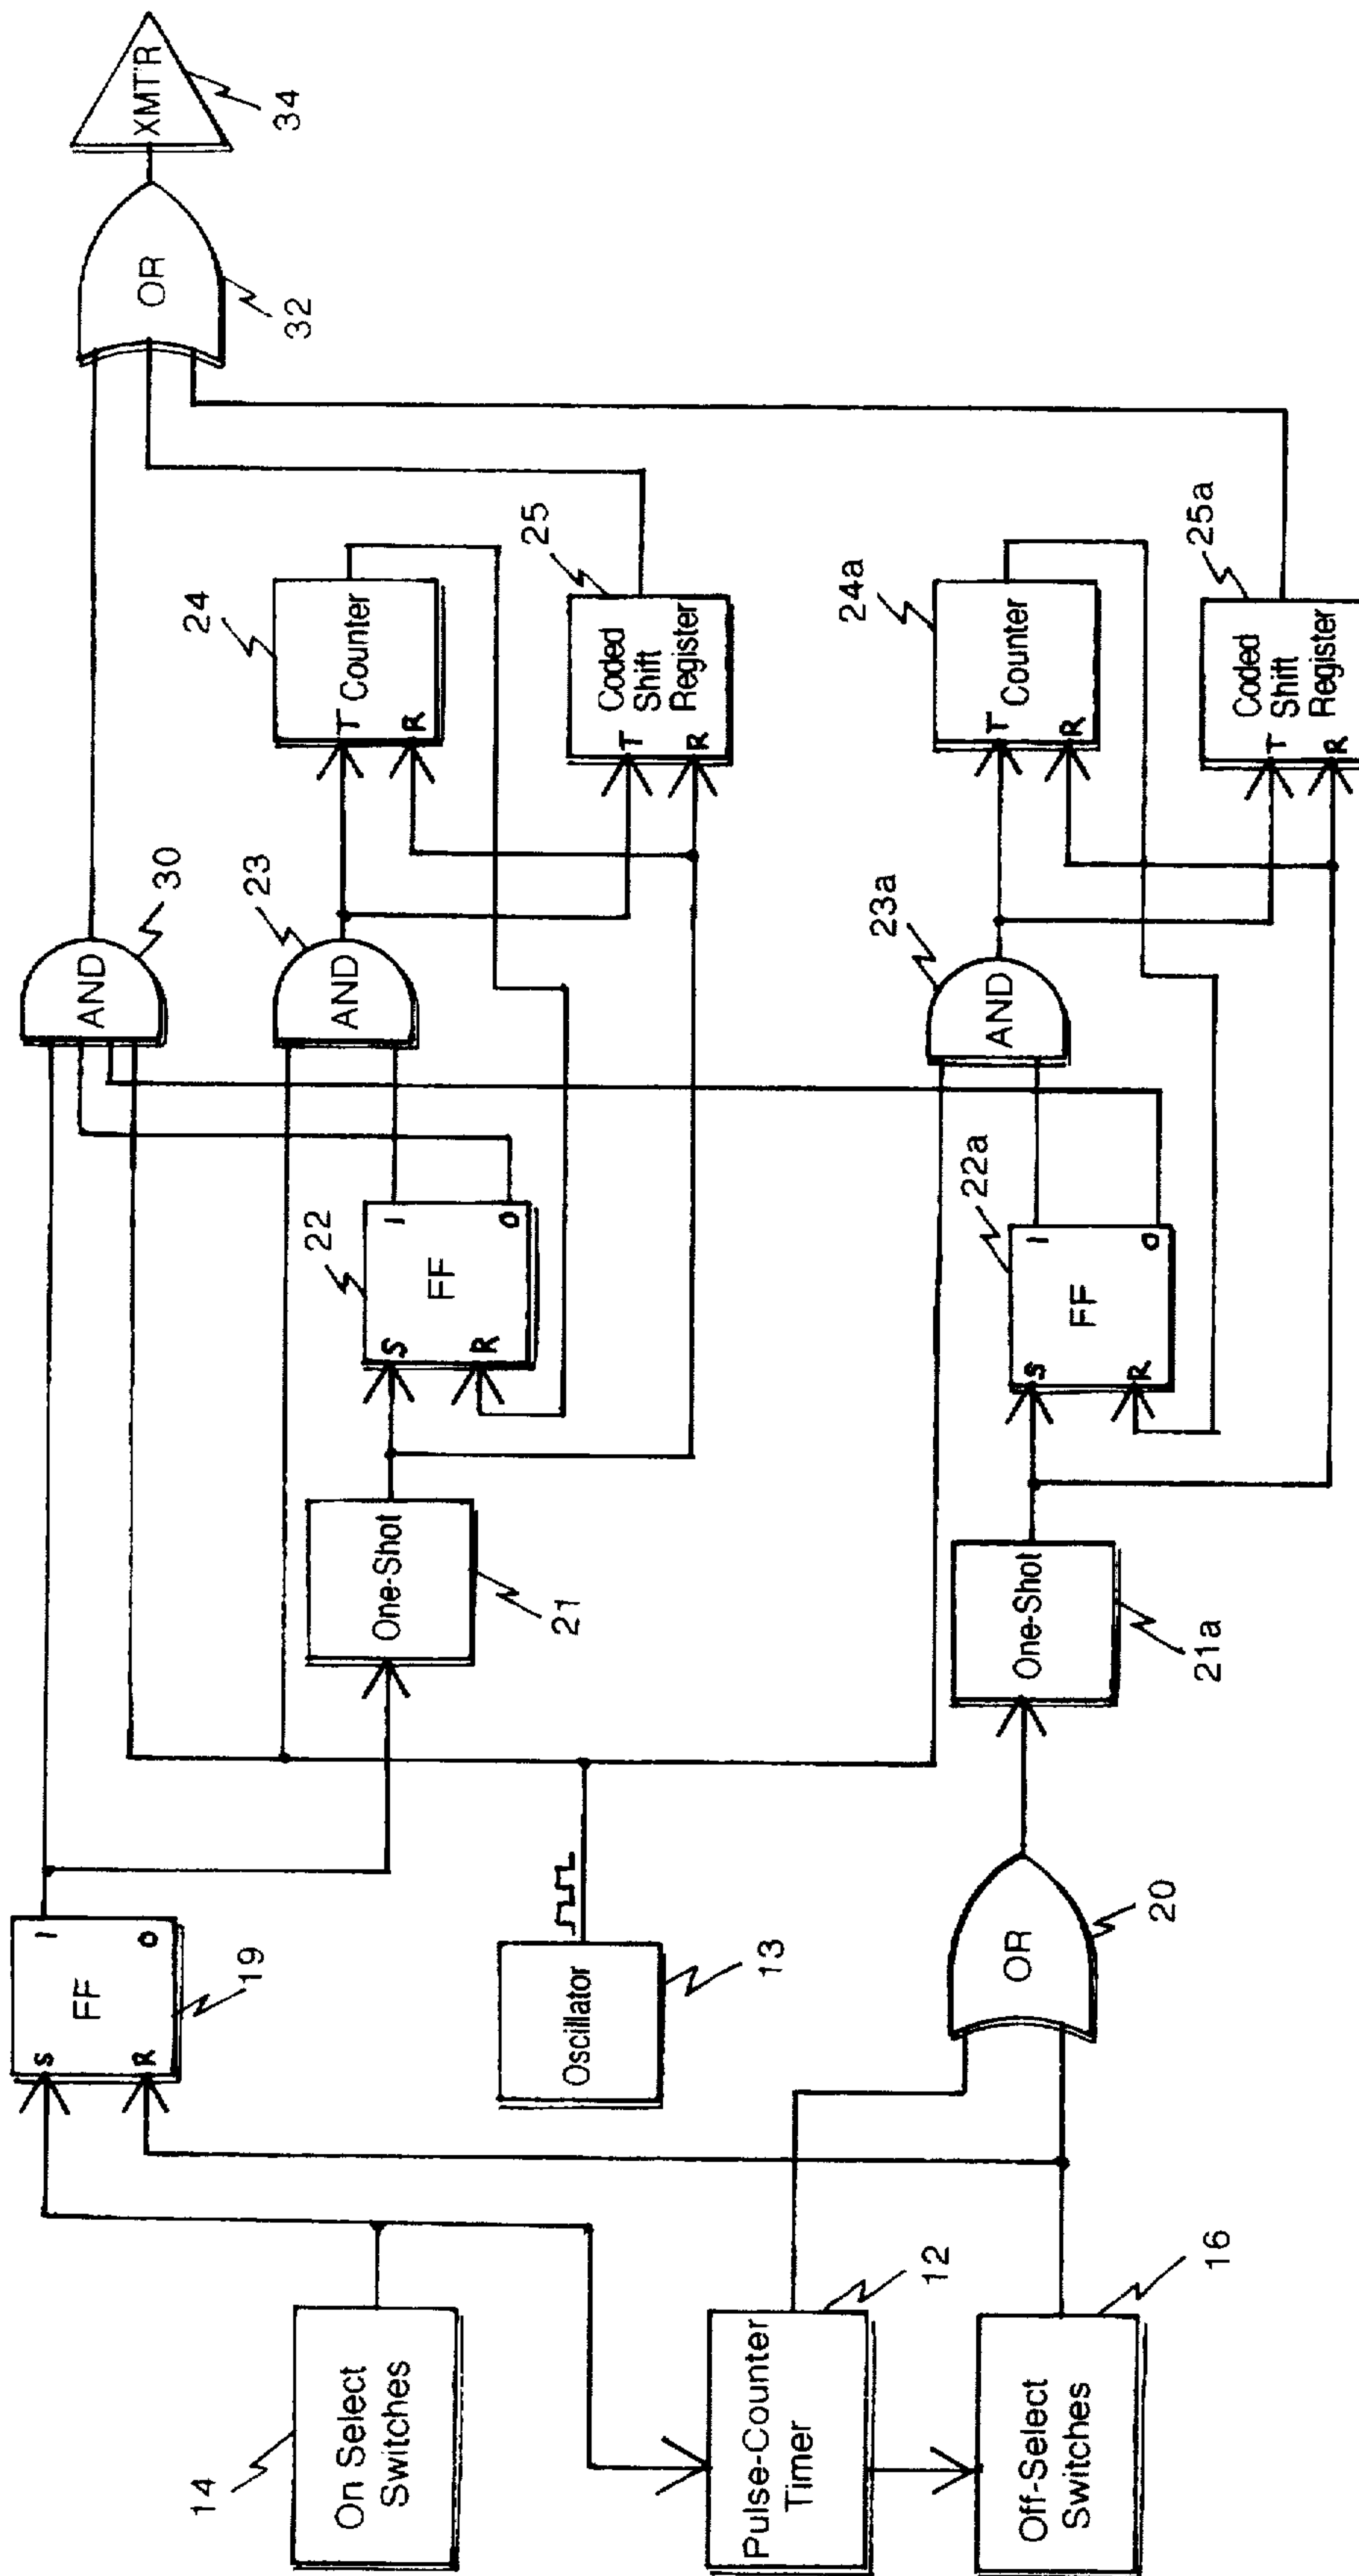 14
On Select
Switches
Pulse-Counter
Timer
12
Off-Select
Switches
16
S
R
FF
1
0
19
Oscillator
13
OR
20
One-Shot
21
One-Shot
21a
S
R
FF
1
0
22
S
R
FF
1
0
22a
AND
30
AND
23
AND
23a
T
R
Counter
24
T
R
Coded
Shift
Register
25
T
R
Counter
24a
T
R
Coded
Shift
Register
25a
OR
32
XMT'R
34